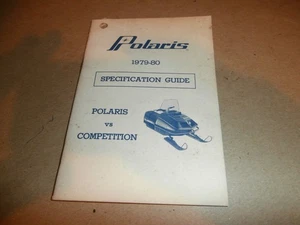 Polaris
1979-80
SPECIFICATION GUIDE
POLARIS
vs
COMPETITION